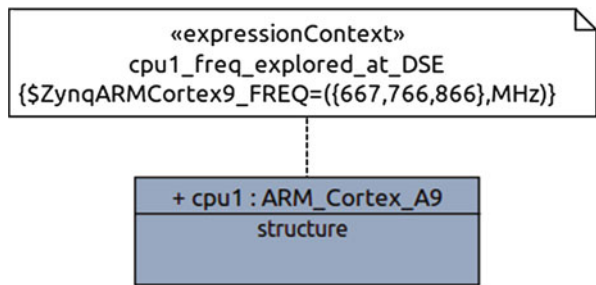 «expressionContext»
cpu1_freq_explored_at_DSE
{$ZynqARMCortex9_FREQ=({667,766,866},MHz)}
+ cpu1 : ARM_Cortex_A9
structure